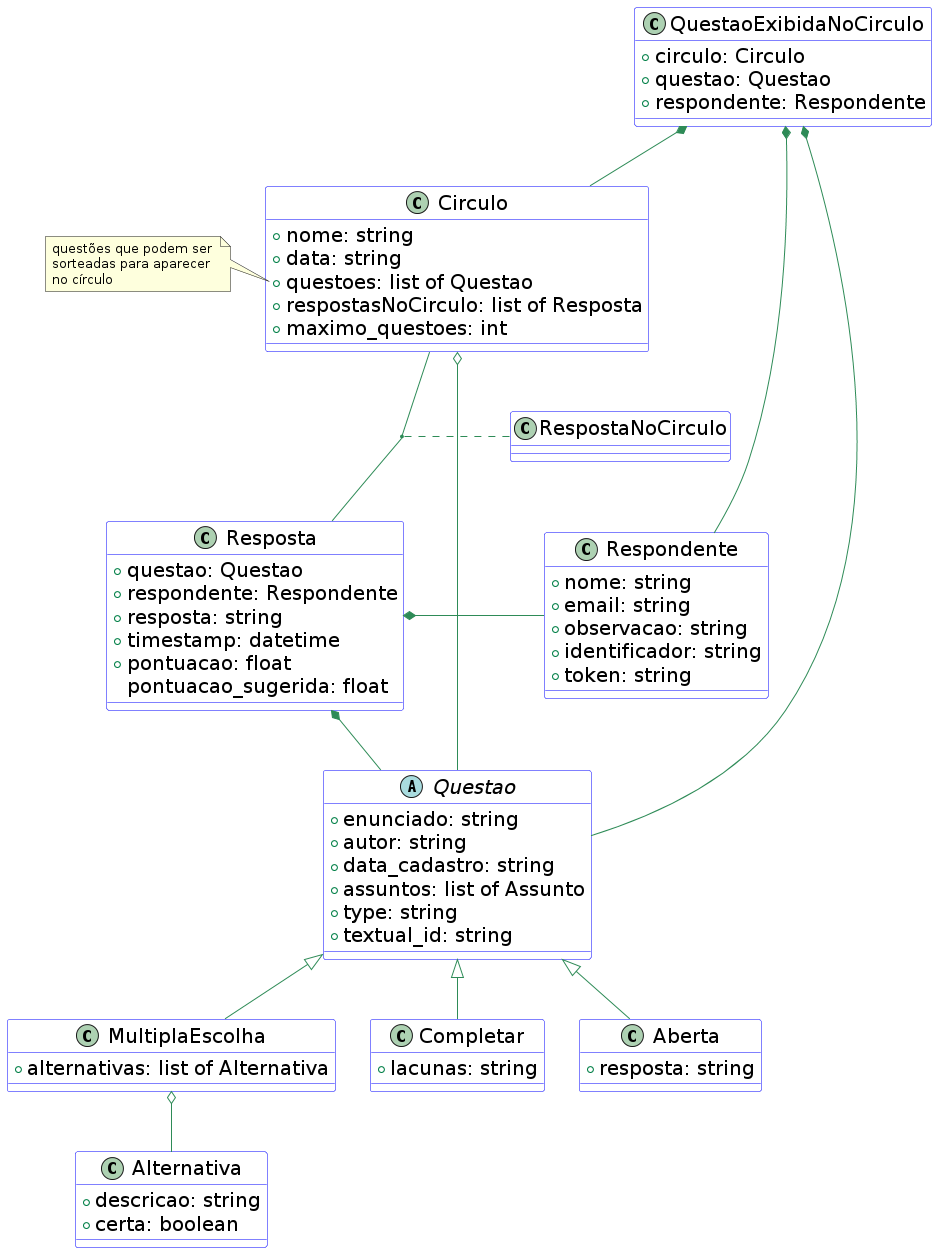 C QuestaoExibidaNoCirculo
circulo: Circulo
questao: Questao
respondente: Respondente
C Circulo
nome: string
data: string
questoes: list of Questao
respostasNoCirculo: list of Resposta
maximo_questoes: int
questões que podem ser
sorteadas para aparecer
no círculo
C RespostaNoCirculo
C Resposta
questao: Questao
respondente: Respondente
resposta: string
timestamp: datetime
pontuacao: float
pontuacao_sugerida: float
C Respondente
nome: string
email: string
observacao: string
identificador: string
token: string
A Questao
enunciado: string
autor: string
data_cadastro: string
assuntos: list of Assunto
type: string
textual_id: string
C MultiplaEscolha
alternativas: list of Alternativa
C Completar
lacunas: string
C Aberta
resposta: string
C Alternativa
descricao: string
certa: boolean